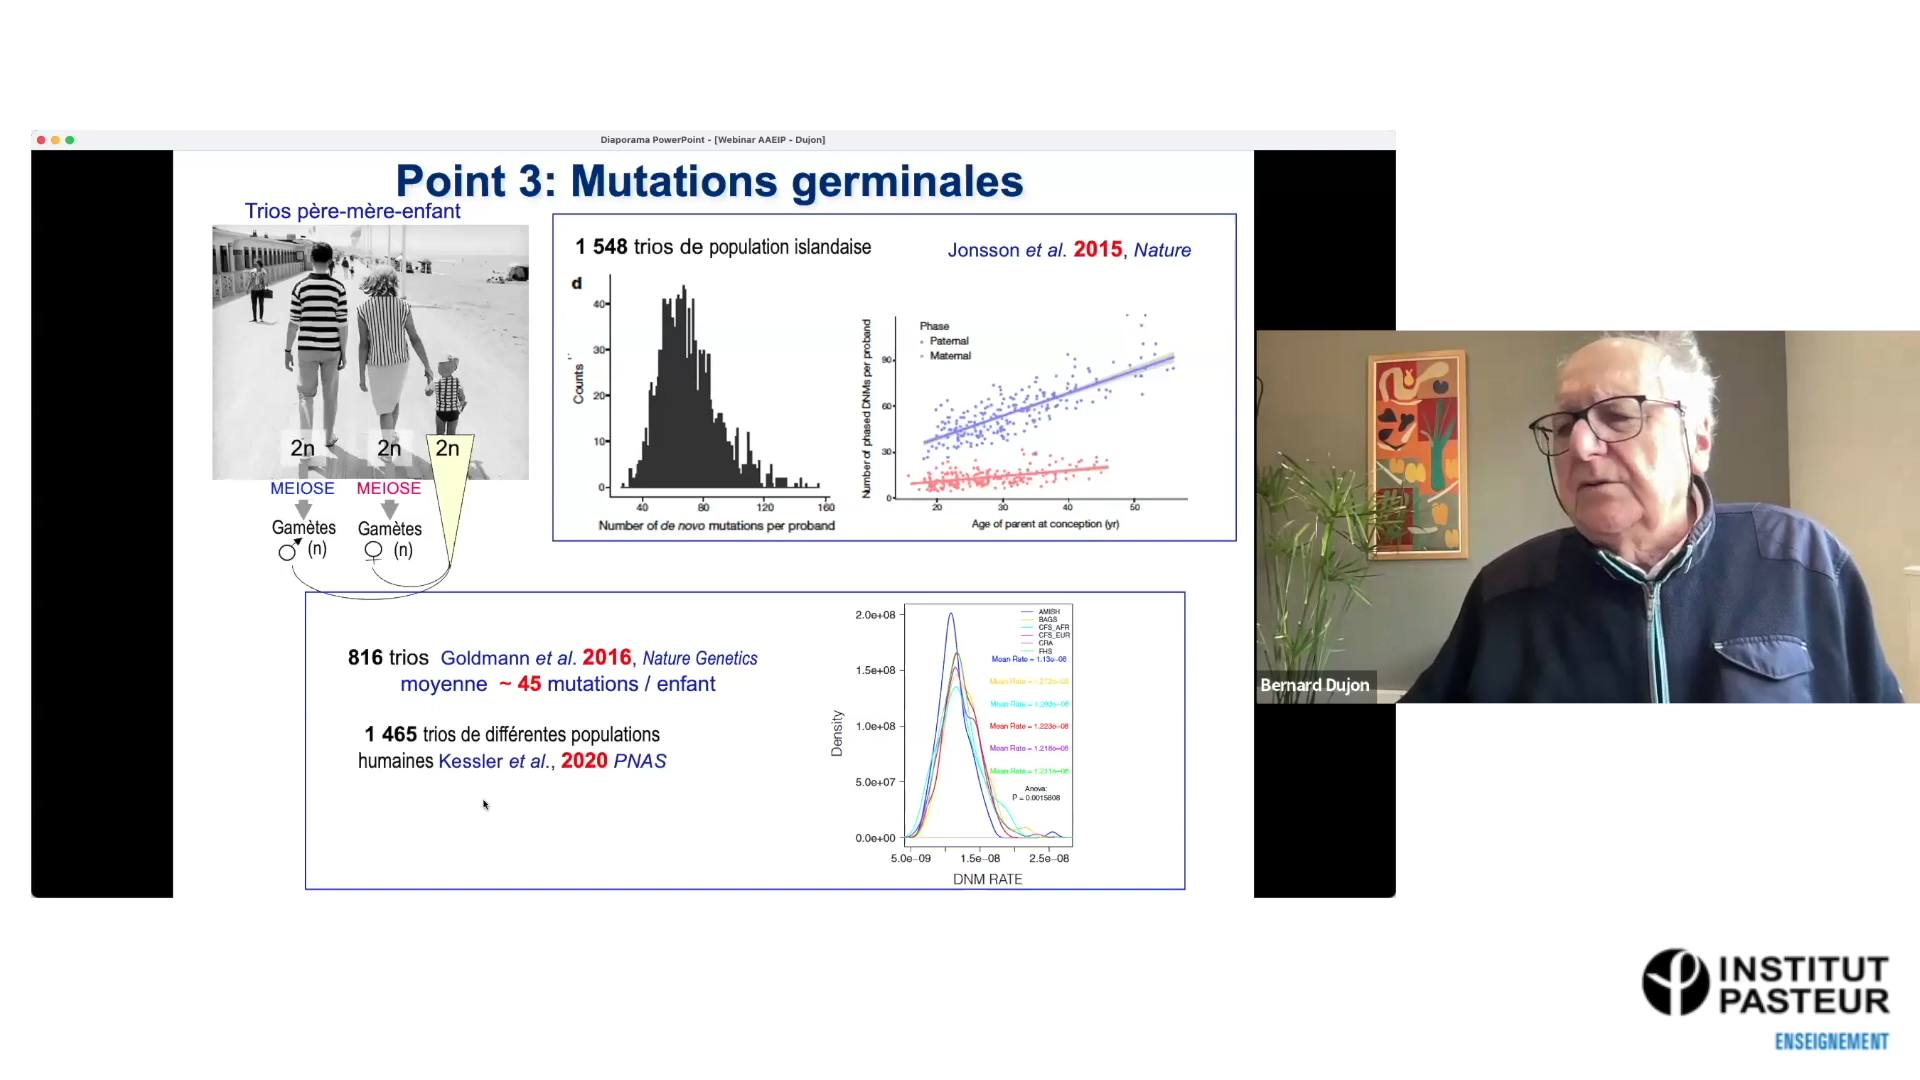 Diaporama PowerPoint - [Webinar AAEIP - Dujon]
Point 3: Mutations germinales
Trios père-mère-enfant
2n 2n 2n
MEIOSE MEIOSE
Gamètes Gamètes
♂ (n) ♀ (n)
1 548 trios de population islandaise
Jonsson et al. 2015, Nature
d
Counts
40
30
20
10
0
40 80 120 160
Number of de novo mutations per proband
Number of phased DNMs per proband
Phase
Paternal
Maternal
90
60
30
0
20 30 40 50
Age of parent at conception (yr)
816 trios Goldmann et al. 2016, Nature Genetics
moyenne ~ 45 mutations / enfant
1 465 trios de différentes populations
humaines Kessler et al., 2020 PNAS
Density
2.0e+08
1.5e+08
1.0e+08
5.0e+07
0.0e+00
AMISH
BAGS
CFS_AFR
CFS_EUR
CRA
FHS
Mean Rate = 1.13e-08
Mean Rate =
Mean Rate =
Mean Rate = 1.223e-08
Mean Rate = 1.218e-08
Mean Rate = 1.211e-08
Anova:
P = 0.0015808
5.0e-09 1.5e-08 2.5e-08
DNM RATE
Bernard Dujon
INSTITUT
PASTEUR
ENSEIGNEMENT